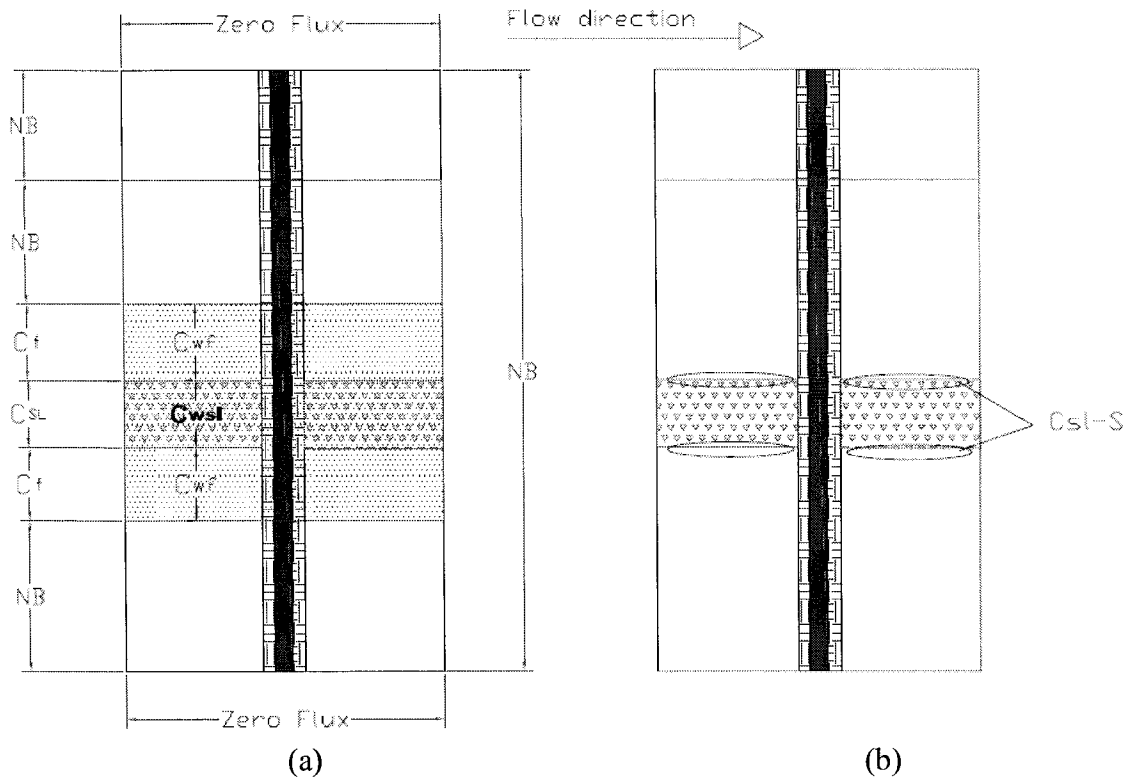 Zero Flux
Flow direction
NB
NB
Cf
Cwf
CSL
Cwsl
NB
Csl-S
Cf
Cwf
NB
Zero Flux
(a)
(b)